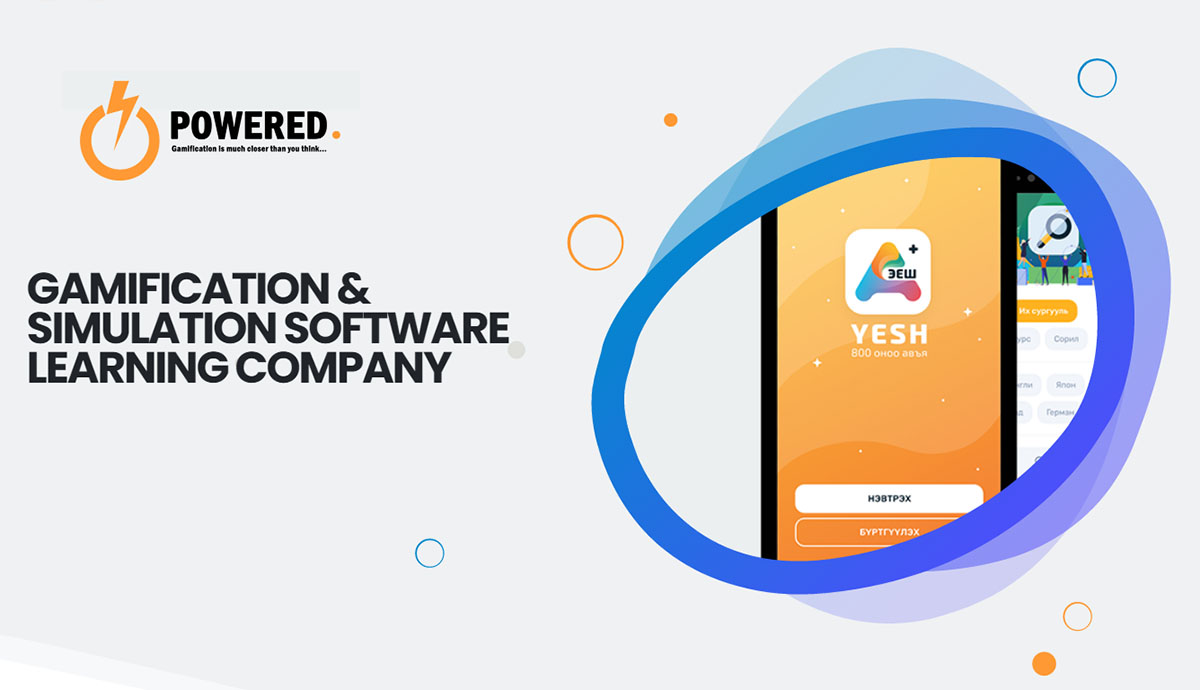 POWERED.
Gamification is much closer than you think...
GAMIFICATION &
SIMULATION SOFTWARE
LEARNING COMPANY
ЭЕШ
YESH
800 оноо авъя
НЭВТРЭХ
БҮРТГҮҮЛЭХ
Их сургууль
Сорил
Япон
Герман